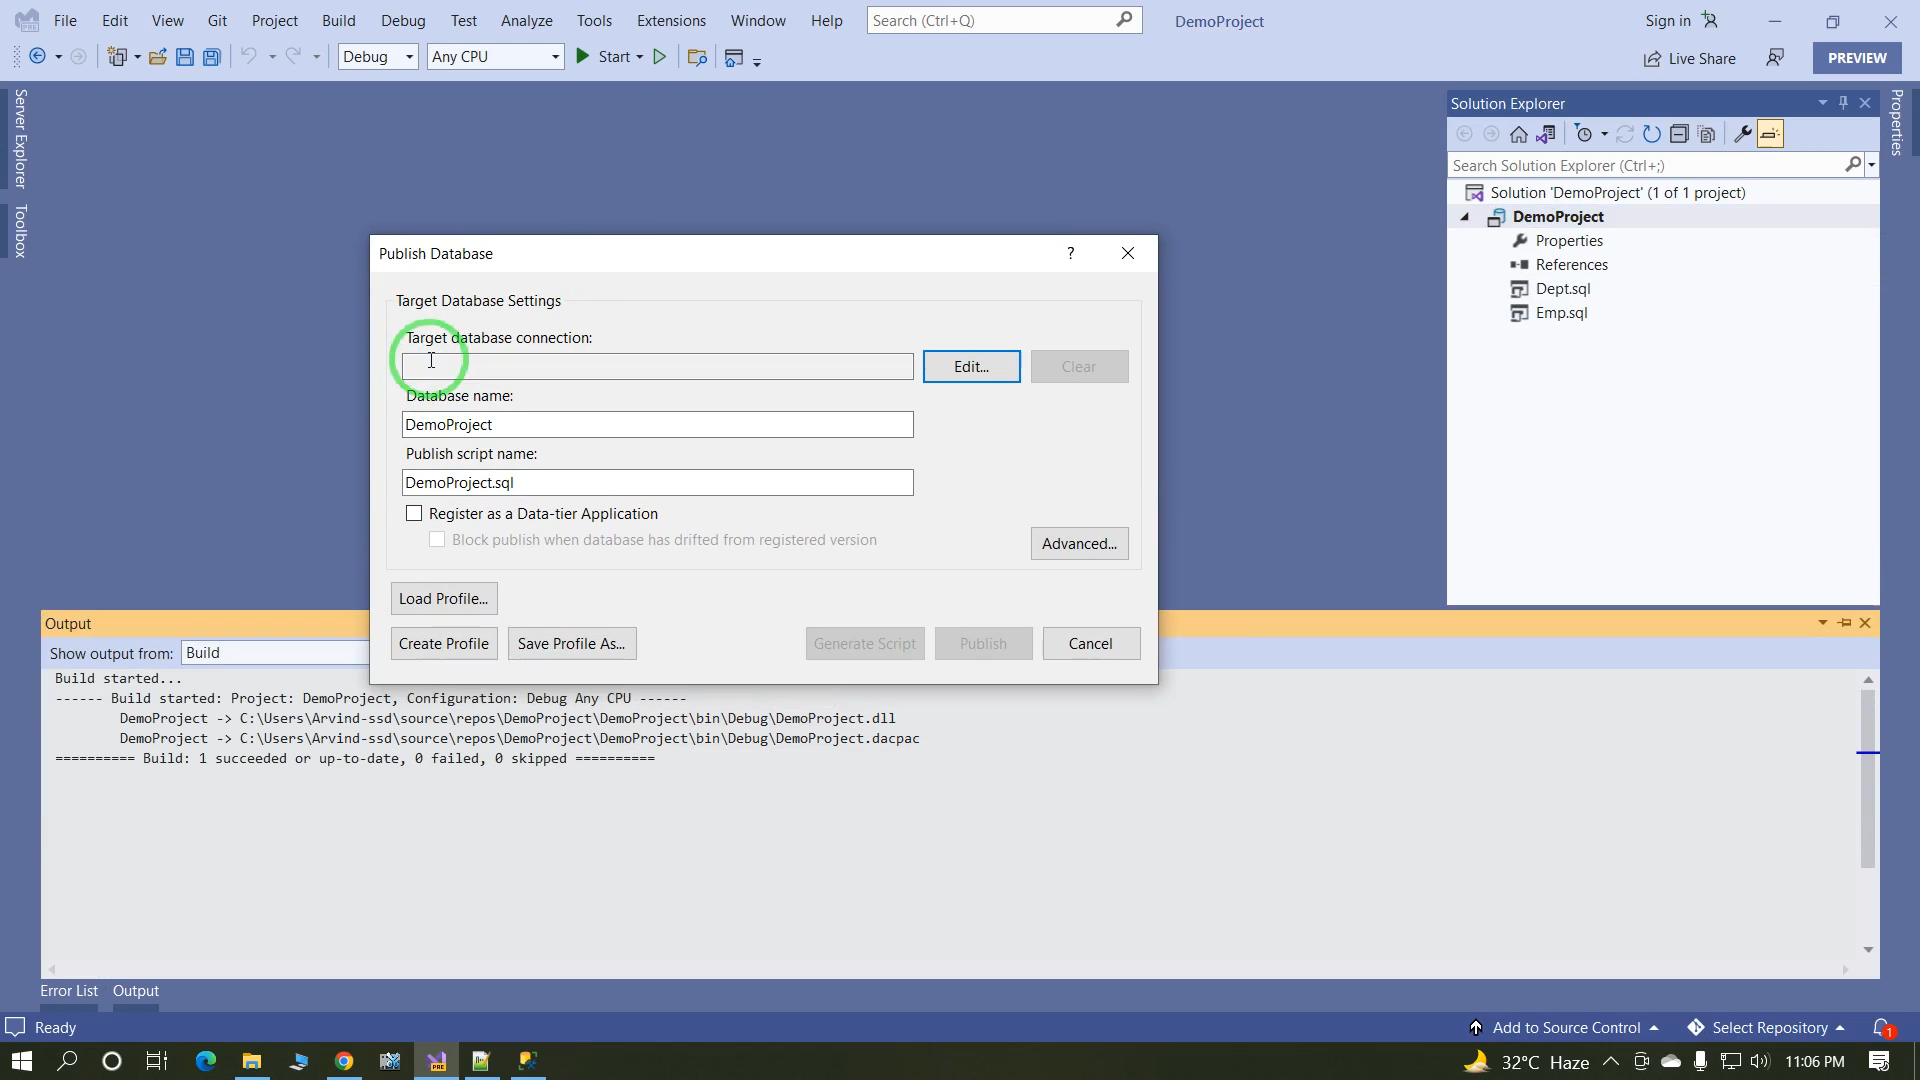 File Edit View Git Project Build Debug Test Analyze Tools Extensions Window Help Search (Ctrl+Q) DemoProject Sign in
Debug Any CPU Start Live Share PREVIEW
Server Explorer
Toolbox
Solution Explorer
Search Solution Explorer (Ctrl+;)
Solution 'DemoProject' (1 of 1 project)
DemoProject
Properties
References
Dept.sql
Emp.sql
Properties
Publish Database ?
Target Database Settings
Target database connection:
Edit... Clear
Database name:
DemoProject
Publish script name:
DemoProject.sql
Register as a Data-tier Application
Block publish when database has drifted from registered version
Advanced...
Load Profile...
Create Profile Save Profile As... Generate Script Publish Cancel
Output
Show output from: Build
Build started...
------ Build started: Project: DemoProject, Configuration: Debug Any CPU ------
DemoProject -> C:\Users\Arvind-ssd\source\repos\DemoProject\DemoProject\bin\Debug\DemoProject.dll
DemoProject -> C:\Users\Arvind-ssd\source\repos\DemoProject\DemoProject\bin\Debug\DemoProject.dacpac
========== Build: 1 succeeded or up-to-date, 0 failed, 0 skipped ==========
Error List Output
Ready Add to Source Control Select Repository 1
PRE 32°C Haze 11:06 PM